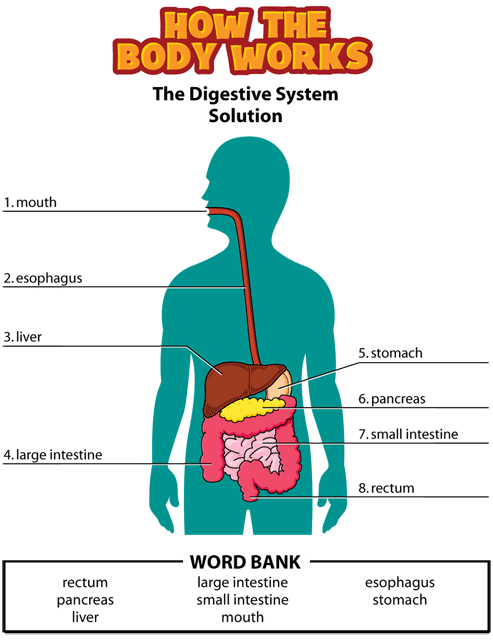 HOW THE
BODY WORKS
The Digestive System
Solution
1. mouth
2. esophagus
3. liver
5. stomach
6. pancreas
7. small intestine
4. large intestine
8. rectum
WORD BANK
rectum large intestine esophagus
pancreas small intestine stomach
liver mouth